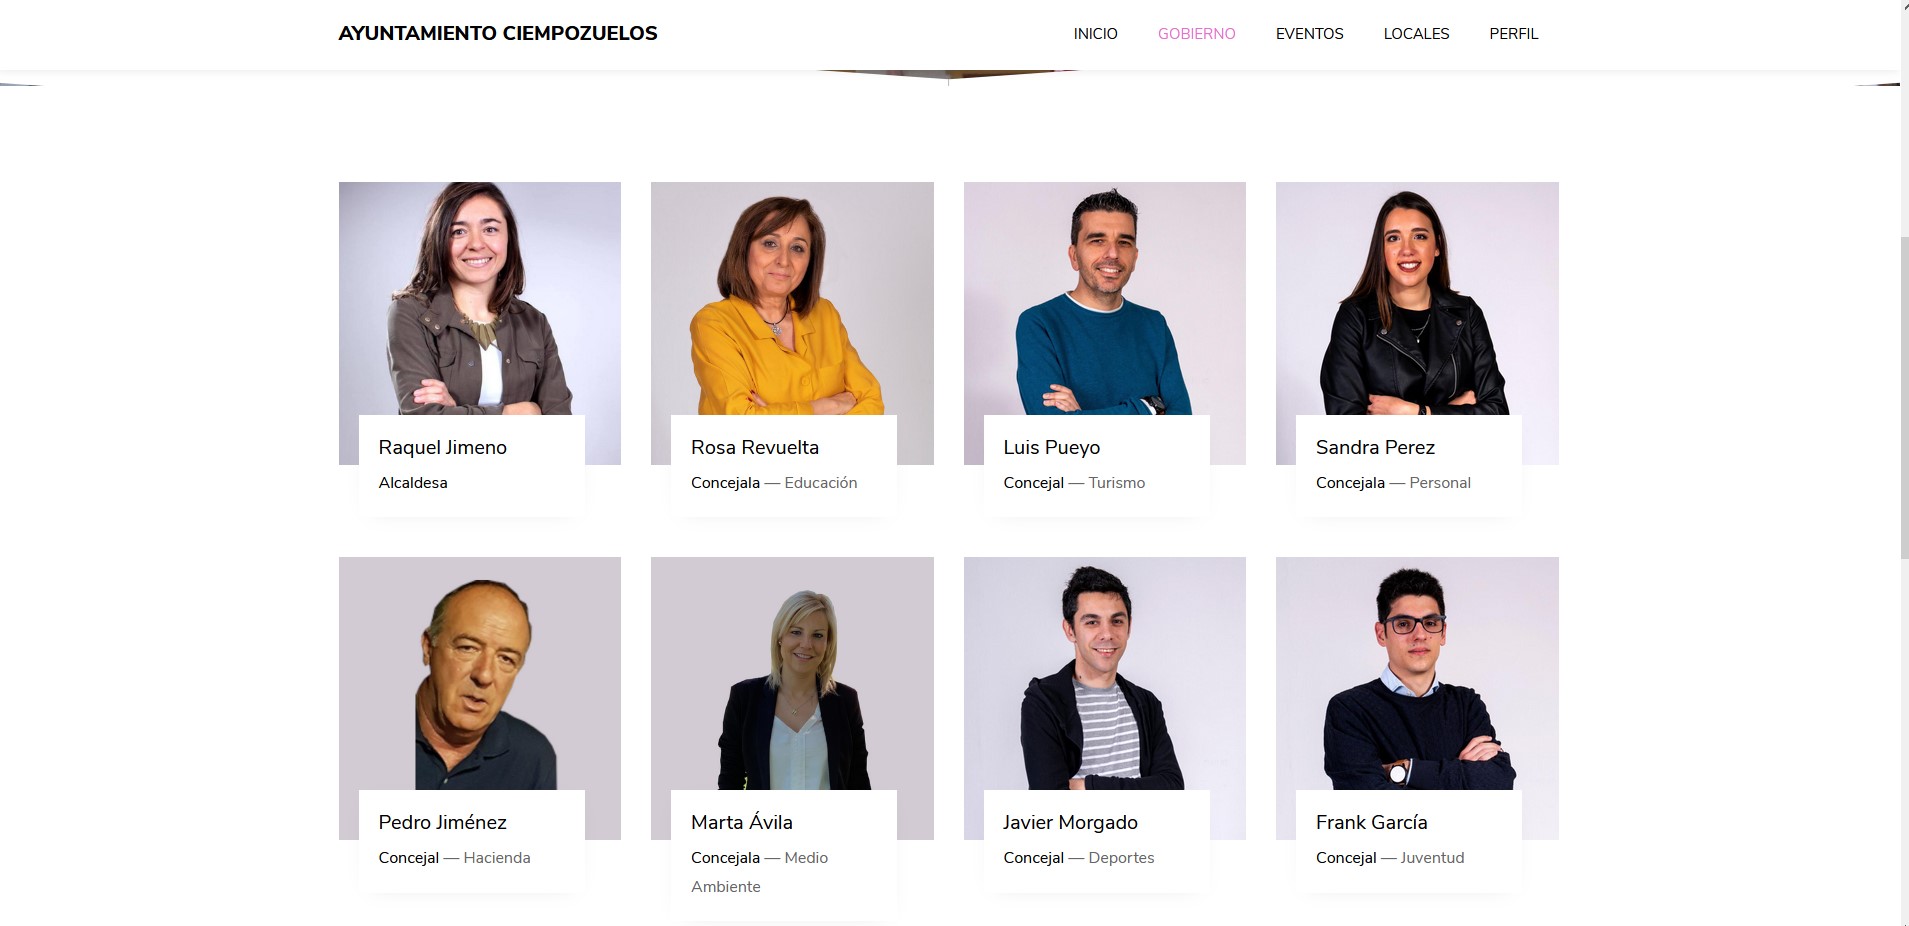 AYUNTAMIENTO CIEMPOZUELOS
INICIO
GOBIERNO
EVENTOS
LOCALES
PERFIL
Raquel Jimeno
Alcaldesa
Rosa Revuelta
Concejala — Educación
Luis Pueyo
Concejal — Turismo
Sandra Perez
Concejala — Personal
Pedro Jiménez
Concejal — Hacienda
Marta Ávila
Concejala — Medio
Ambiente
Javier Morgado
Concejal — Deportes
Frank García
Concejal — Juventud